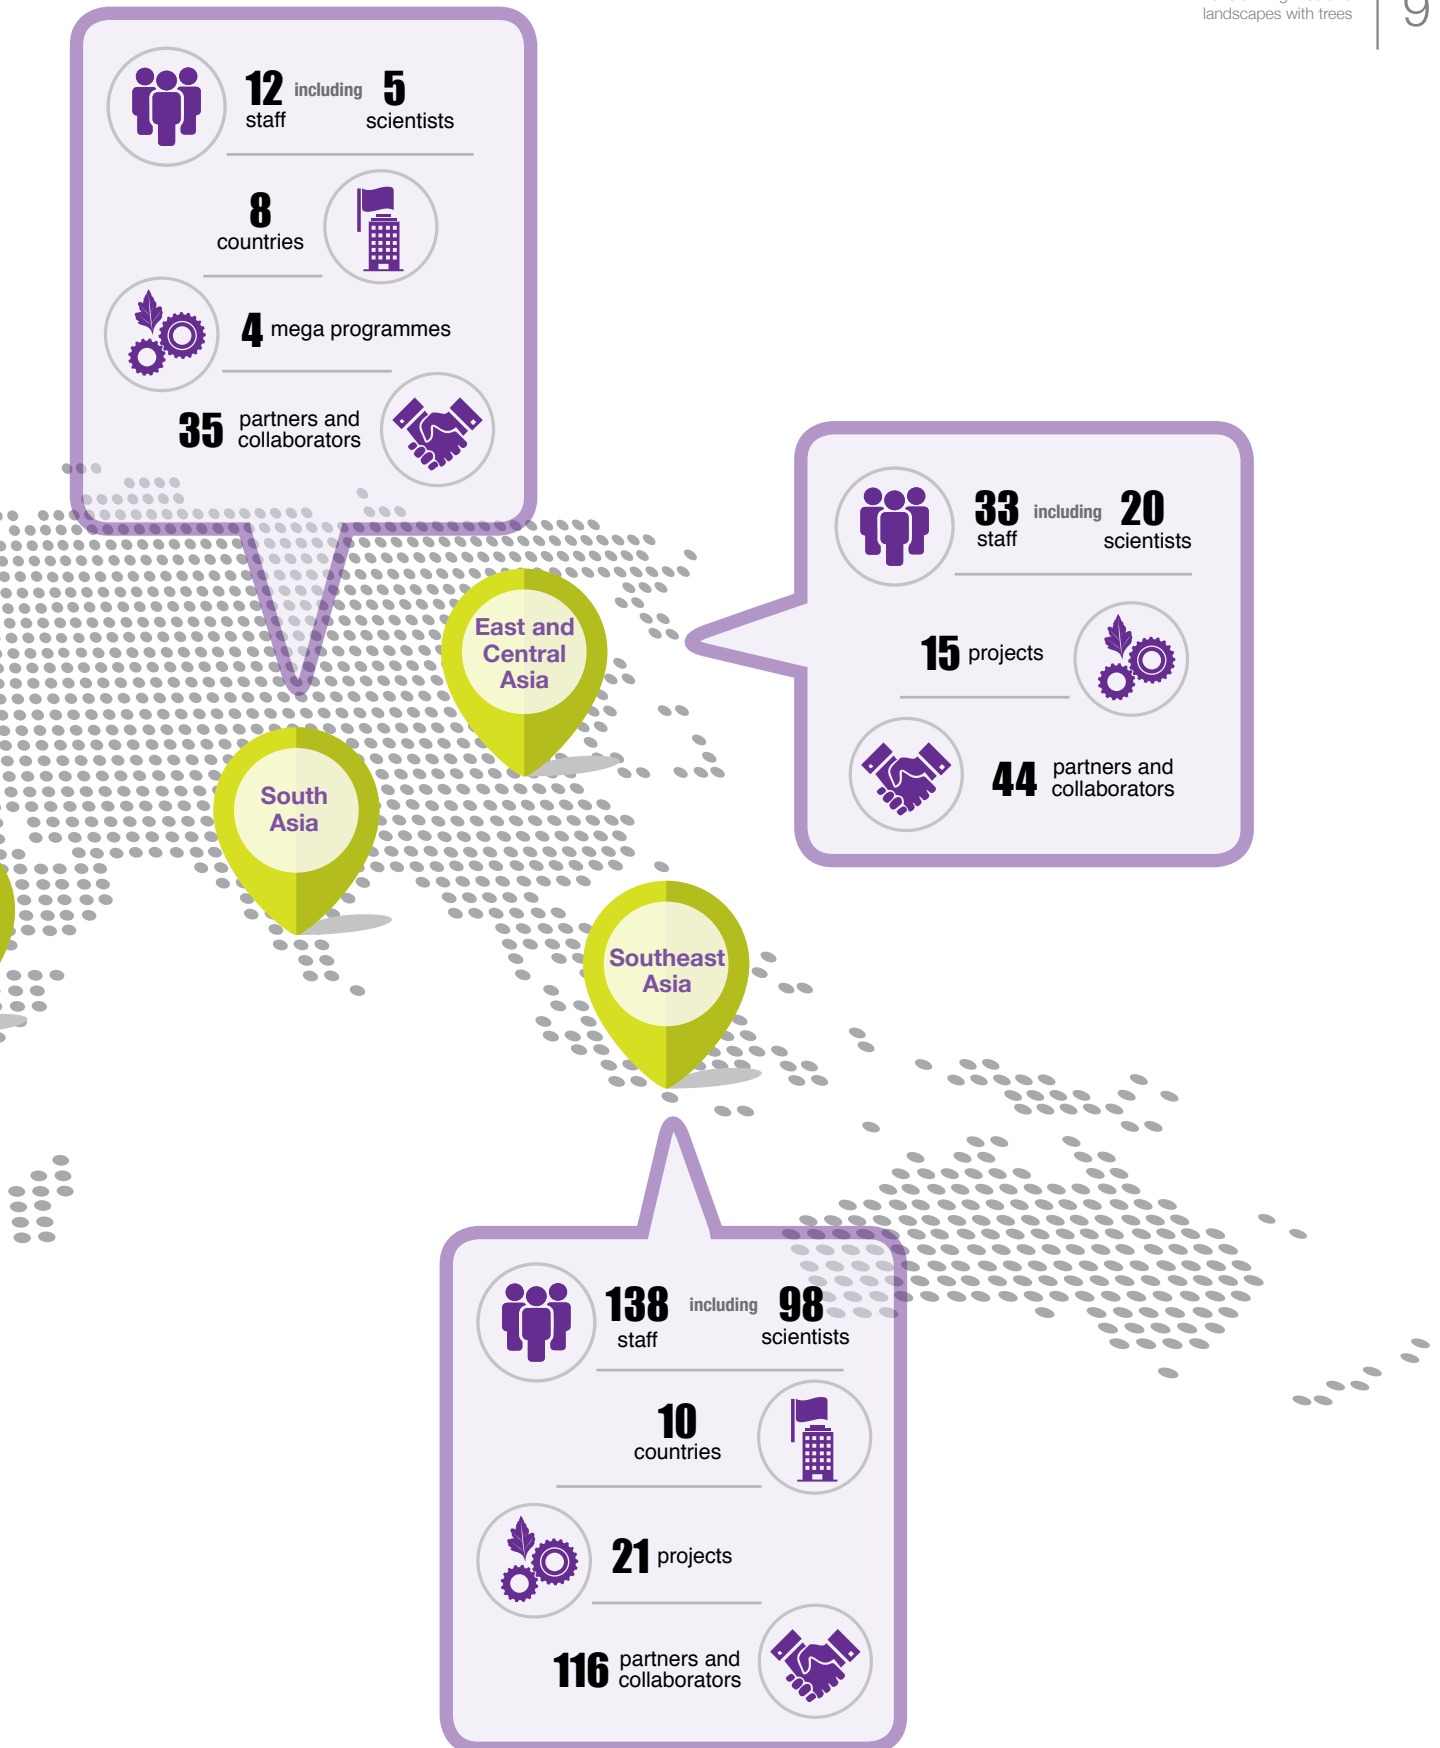 landscapes with trees
9
12 including 5
staff scientists
8
countries
4 mega programmes
35 partners and
collaborators
33 including 20
staff scientists
15 projects
44 partners and
collaborators
East and
Central
Asia
South
Asia
Southeast
Asia
138 including 98
staff scientists
10
countries
21 projects
116 partners and
collaborators